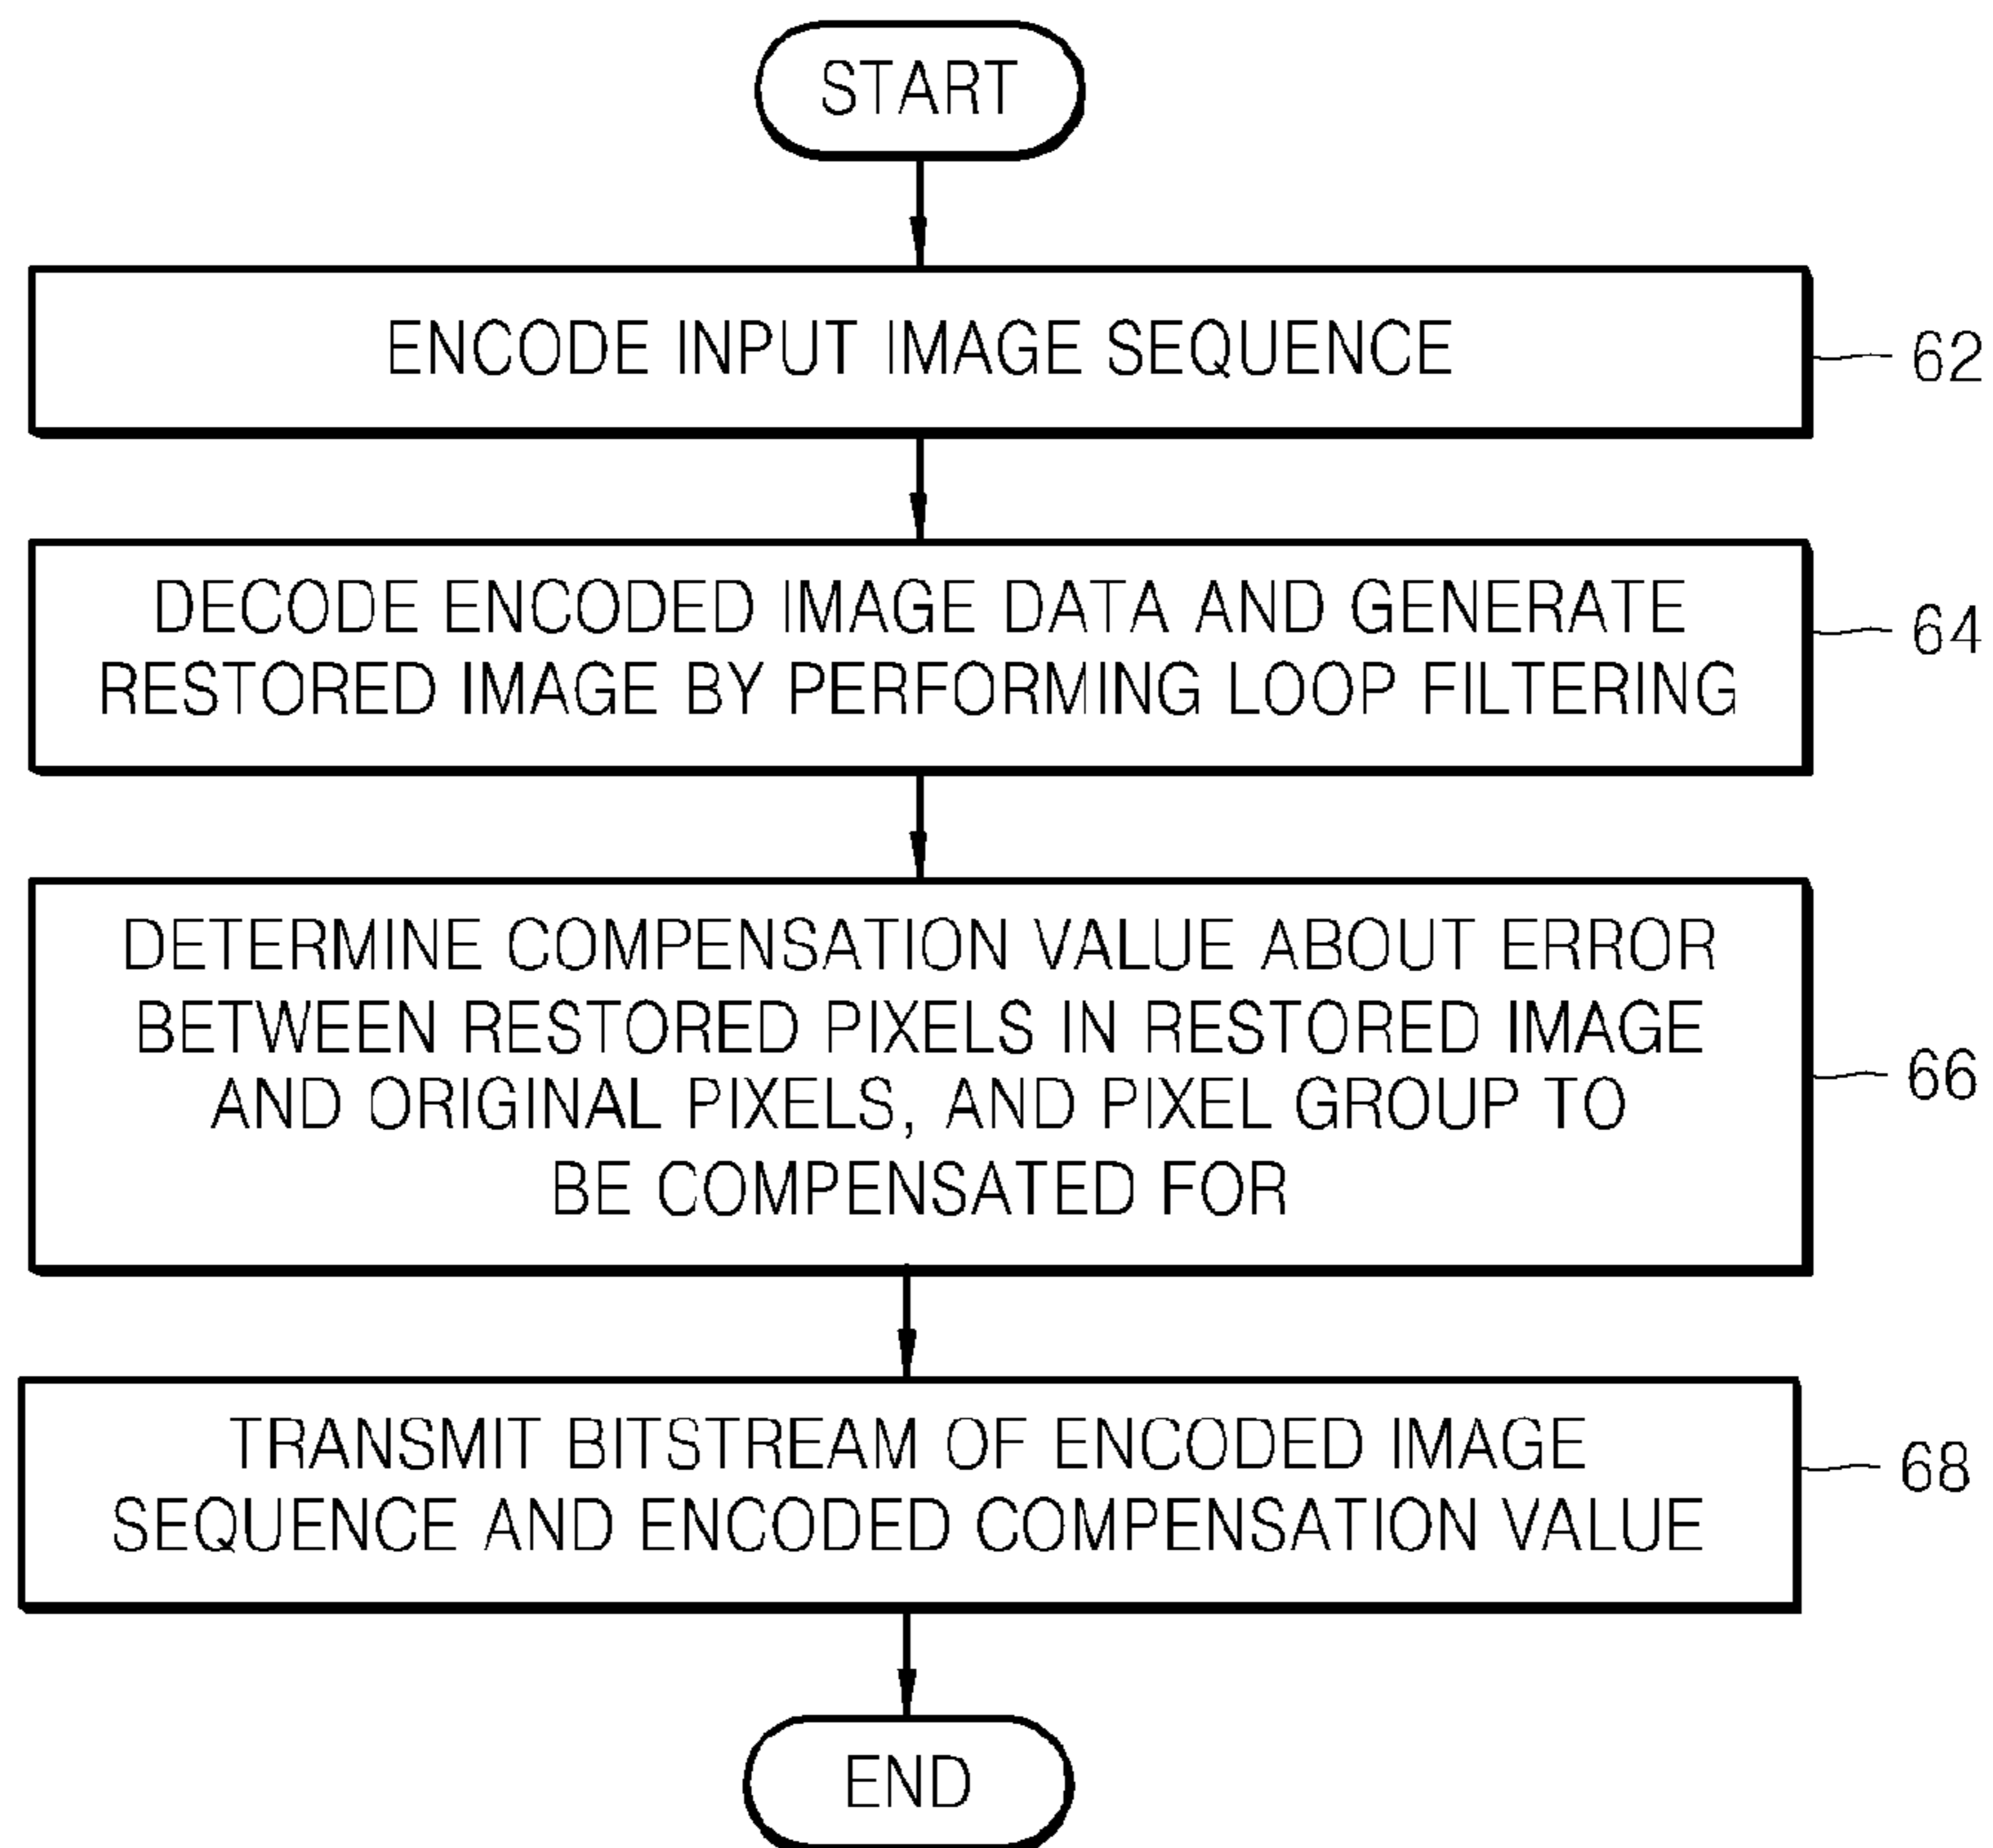 START
ENCODE INPUT IMAGE SEQUENCE
62
DECODE ENCODED IMAGE DATA AND GENERATE
RESTORED IMAGE BY PERFORMING LOOP FILTERING
64
DETERMINE COMPENSATION VALUE ABOUT ERROR
BETWEEN RESTORED PIXELS IN RESTORED IMAGE
AND ORIGINAL PIXELS, AND PIXEL GROUP TO
BE COMPENSATED FOR
66
TRANSMIT BITSTREAM OF ENCODED IMAGE
SEQUENCE AND ENCODED COMPENSATION VALUE
68
END